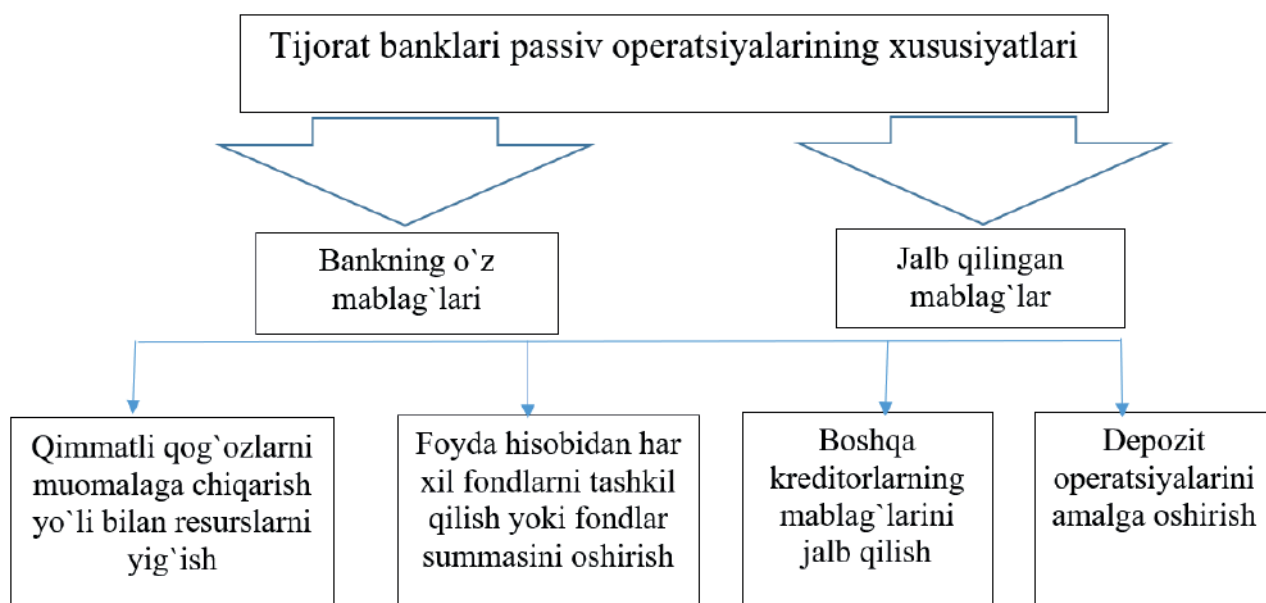 Tijorat banklari passiv operatsiyalarining xususiyatlari
Bankning o`z
mablag`lari
Jalb qilingan
mablag`lar
Qimmatli qog`ozlarni
muomalaga chiqarish
yo`li bilan resurslarni
yig`ish
Foyda hisobidan har
xil fondlarni tashkil
qilish yoki fondlar
summasini oshirish
Boshqa
kreditorlarning
mablag`larini
jalb qilish
Depozit
operatsiyalarini
amalga oshirish